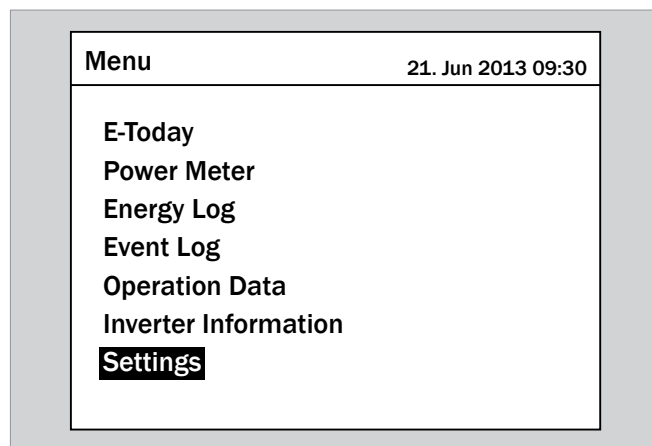 Menu 21. Jun 2013 09:30
E-Today
Power Meter
Energy Log
Event Log
Operation Data
Inverter Information
Settings